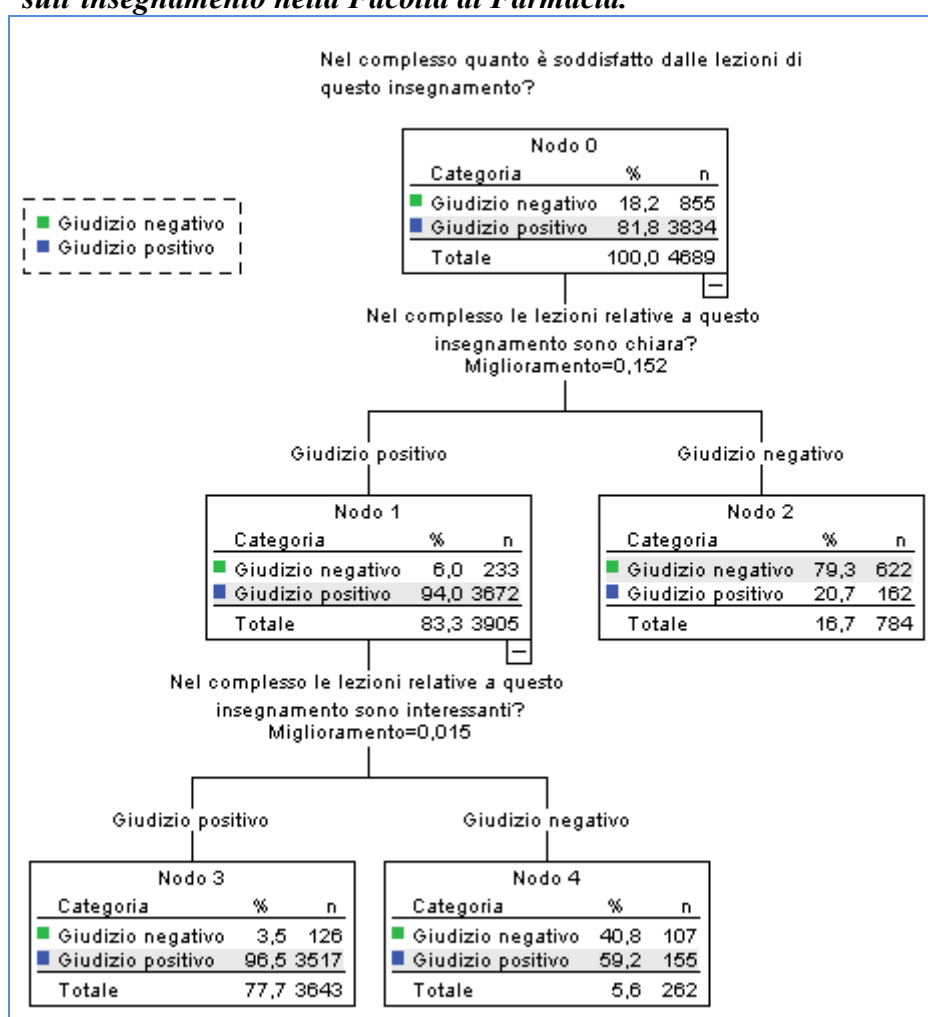 sull'insegnamento nella Facoltà di Farmacia.
Nel complesso quanto è soddisfatto dalle lezioni di
questo insegnamento?
Nodo 0
Categoria % n
Giudizio negativo 18,2 855
Giudizio positivo 81,8 3834
Totale 100,0 4689
Giudizio negativo
Giudizio positivo
Nel complesso le lezioni relative a questo
insegnamento sono chiara?
Miglioramento=0,152
Giudizio positivo
Giudizio negativo
Nodo 1
Categoria % n
Giudizio negativo 6,0 233
Giudizio positivo 94,0 3672
Totale 83,3 3905
Nodo 2
Categoria % n
Giudizio negativo 79,3 622
Giudizio positivo 20,7 162
Totale 16,7 784
Nel complesso le lezioni relative a questo
insegnamento sono interessanti?
Miglioramento=0,015
Giudizio positivo
Giudizio negativo
Nodo 3
Categoria % n
Giudizio negativo 3,5 126
Giudizio positivo 96,5 3517
Totale 77,7 3643
Nodo 4
Categoria % n
Giudizio negativo 40,8 107
Giudizio positivo 59,2 155
Totale 5,6 262